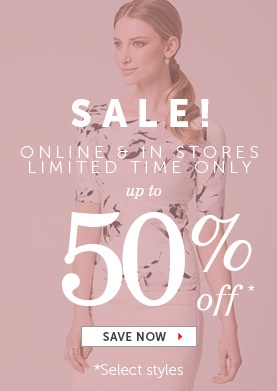 SALE!
ONLINE & IN STORES
LIMITED TIME ONLY
up to
50%
off*
SAVE NOW
*Select styles